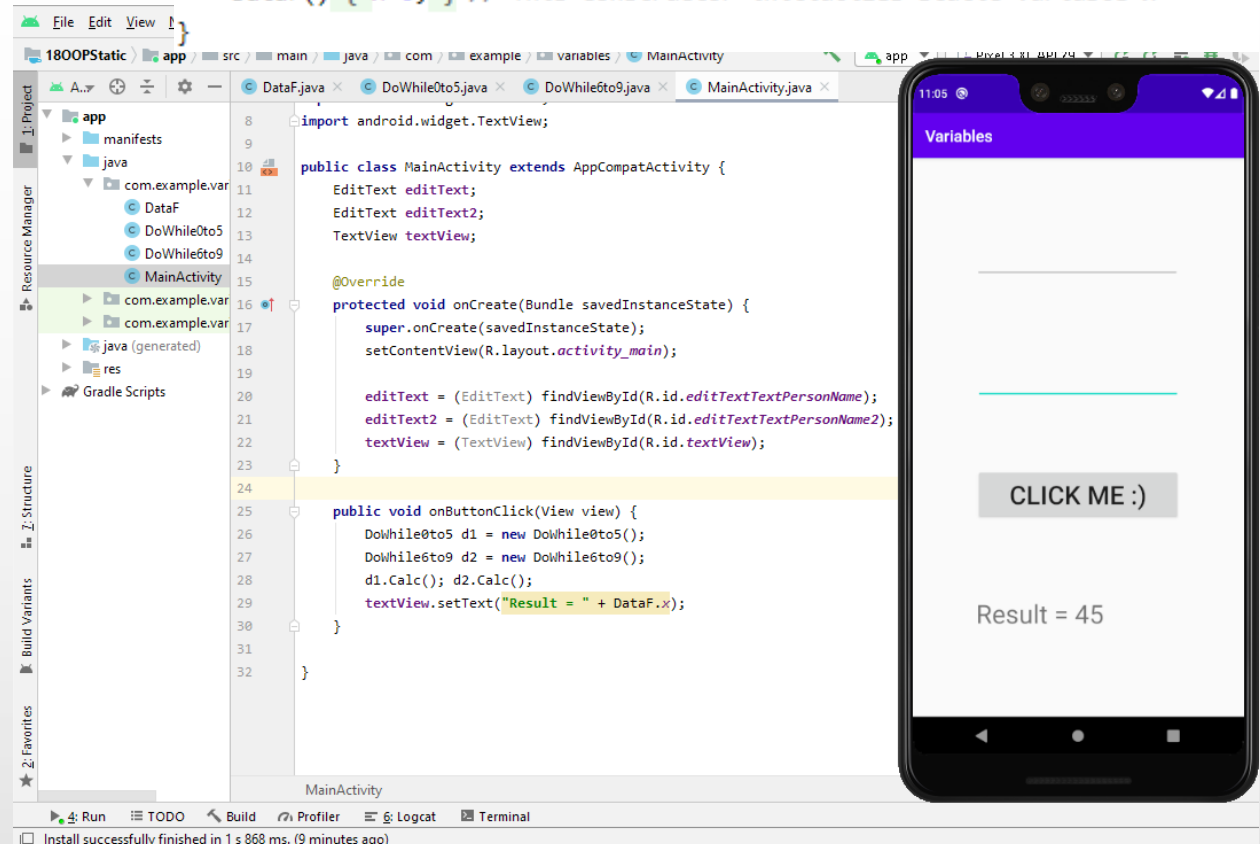 File Edit View
}
18OOPStatic app src main java com example variables MainActivity app
A.. DataF.java DoWhile0to5.java DoWhile6to9.java MainActivity.java
1: Project
Resource Manager
7: Structure
Build Variants
2: Favorites
app
manifests
java
com.example.var
DataF
DoWhile0to5
DoWhile6to9
MainActivity
com.example.var
com.example.var
java (generated)
res
Gradle Scripts
8 import android.widget.TextView;
9
10 public class MainActivity extends AppCompatActivity {
11 EditText editText;
12 EditText editText2;
13 TextView textView;
14
15 @Override
16 protected void onCreate(Bundle savedInstanceState) {
17 super.onCreate(savedInstanceState);
18 setContentView(R.layout.activity_main);
19
20 editText = (EditText) findViewById(R.id.editTextTextPersonName);
21 editText2 = (EditText) findViewById(R.id.editTextTextPersonName2);
22 textView = (TextView) findViewById(R.id.textView);
23 }
24
25 public void onButtonClick(View view) {
26 DoWhile0to5 d1 = new DoWhile0to5();
27 DoWhile6to9 d2 = new DoWhile6to9();
28 d1.Calc(); d2.Calc();
29 textView.setText("Result = " + DataF.x);
30 }
31
32 }
MainActivity
11:05
Variables
CLICK ME :)
Result = 45
4: Run TODO Build Profiler 6: Logcat Terminal
Install successfully finished in 1 s 868 ms. (9 minutes ago)